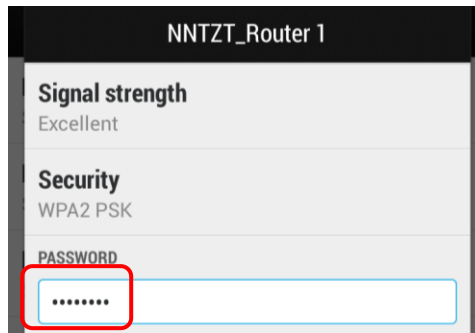 NNTZT_Router 1
Signal strength
Excellent
Security
WPA2 PSK
PASSWORD
••••••••